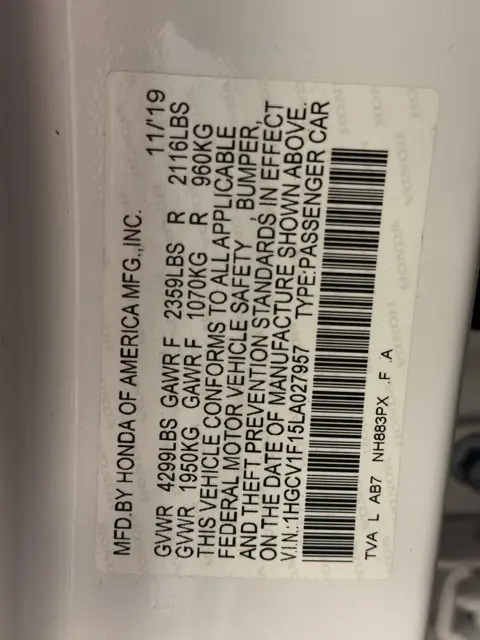 MFD.BY HONDA OF AMERICA MFG.,INC. 11/'19
GVWR 4299LBS GAWR F 2359LBS R 2116LBS
GVWR 1950KG GAWR F 1070KG R 960KG
THIS VEHICLE CONFORMS TO ALL APPLICABLE
FEDERAL MOTOR VEHICLE SAFETY , BUMPER,
AND THEFT PREVENTION STANDARDS IN EFFECT
ON THE DATE OF MANUFACTURE SHOWN ABOVE.
V.I.N.:1HGCV1F15LA027957 TYPE:PASSENGER CAR
TVA L AB7 NH883PX .F .A